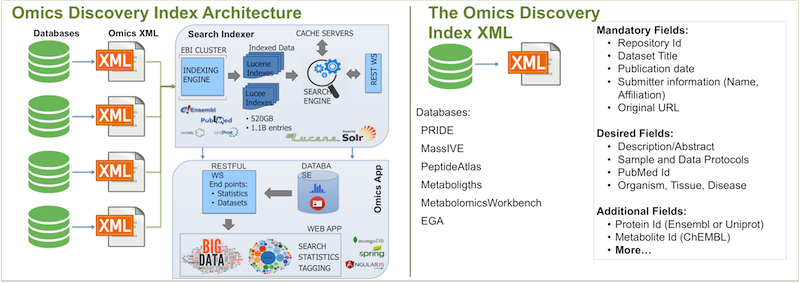 Omics Discovery Index Architecture
Databases
Omics XML
XML
XML
XML
XML
Search Indexer
EBI CLUSTER
INDEXING
ENGINE
Indexed Data
Lucene
Indexes
Lucene
Indexes
• 520GB
• 1.1B entries
CACHE SERVERS
SEARCH
ENGINE
REST WS
Ensembl
PubMed
ChEMBL
UniProt
Lucene
Apache
Solr
RESTFUL
WS
End points:
• Statistics
• Datasets
DATABA
SE
Omics App
WEB APP
BIG
DATA
SEARCH
STATISTICS
TAGGING
mongoDB
spring
ANGULARJS
The Omics Discovery
Index XML
XML
Databases:
PRIDE
MassIVE
PeptideAtlas
Metaboligths
MetabolomicsWorkbench
EGA
Mandatory Fields:
• Repository Id
• Dataset Title
• Publication date
• Submitter information (Name,
Affiliation)
• Original URL
Desired Fields:
• Description/Abstract
• Sample and Data Protocols
• PubMed Id
• Organism, Tissue, Disease
Additional Fields:
• Protein Id (Ensembl or Uniprot)
• Metabolite Id (ChEMBL)
• More...